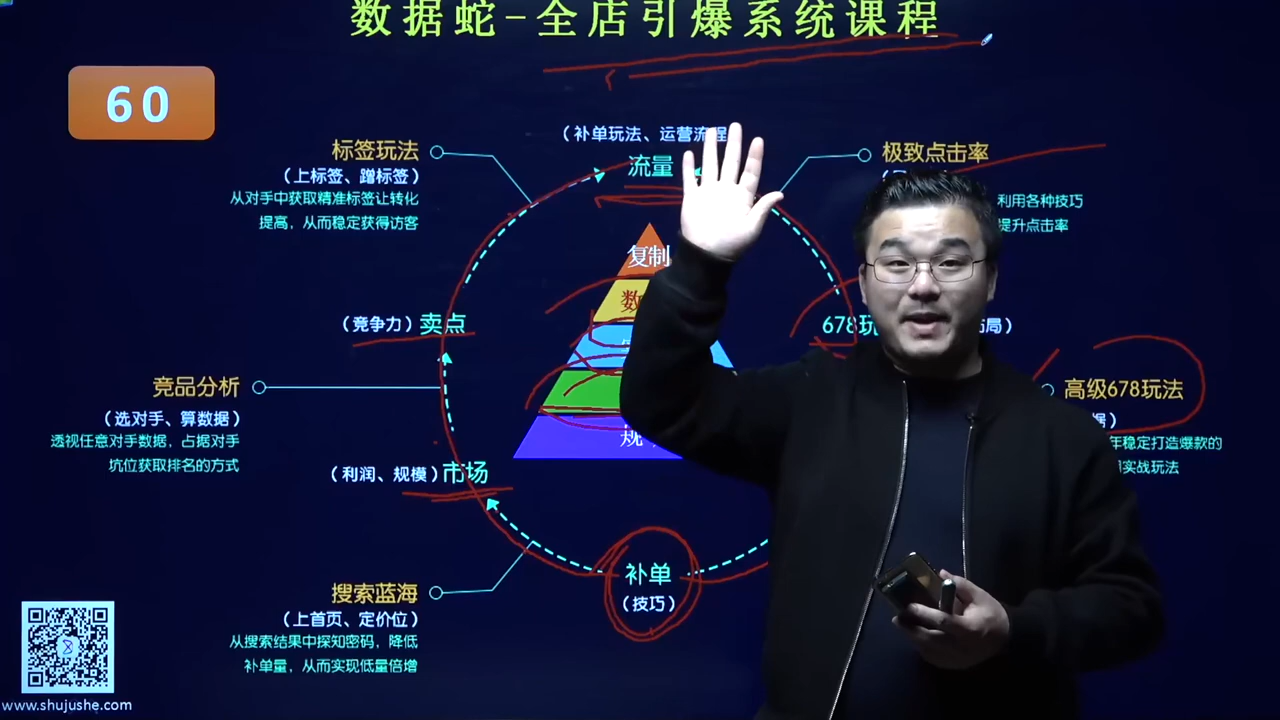 数据蛇-全店引爆系统课程
60
标签玩法
(上标签、蹭标签)
从对手中获取精准标签让转化
提高，从而稳定获得访客
(补单玩法、运营流程
流量
极致点击率
利用各种技巧
提升点击率
复制
数
(竞争力) 卖点
678玩
布局)
竞品分析
(选对手、算数据)
透视任意对手数据，占据对手
坑位获取排名的方式
高级678玩法
据)
年稳定打造爆款的
实战玩法
规
(利润、规模) 市场
补单
(技巧)
搜索蓝海
(上首页、定价位)
从搜索结果中探知密码，降低
补单量，从而实现低量倍增
www.shujushe.com